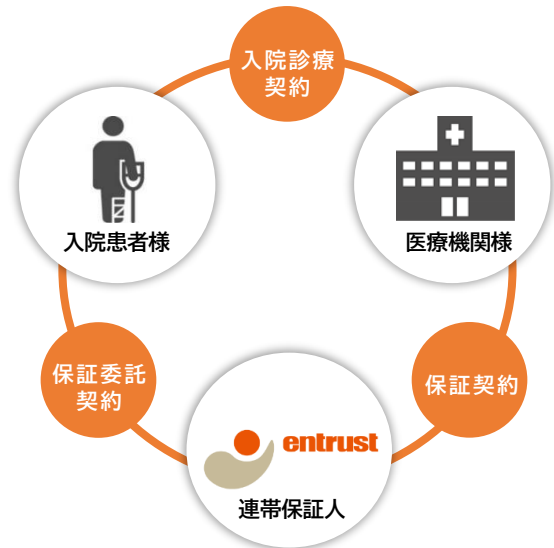 入院診療
契約
入院患者様
医療機関様
保証委託
契約
保証契約
entrust
連帯保証人